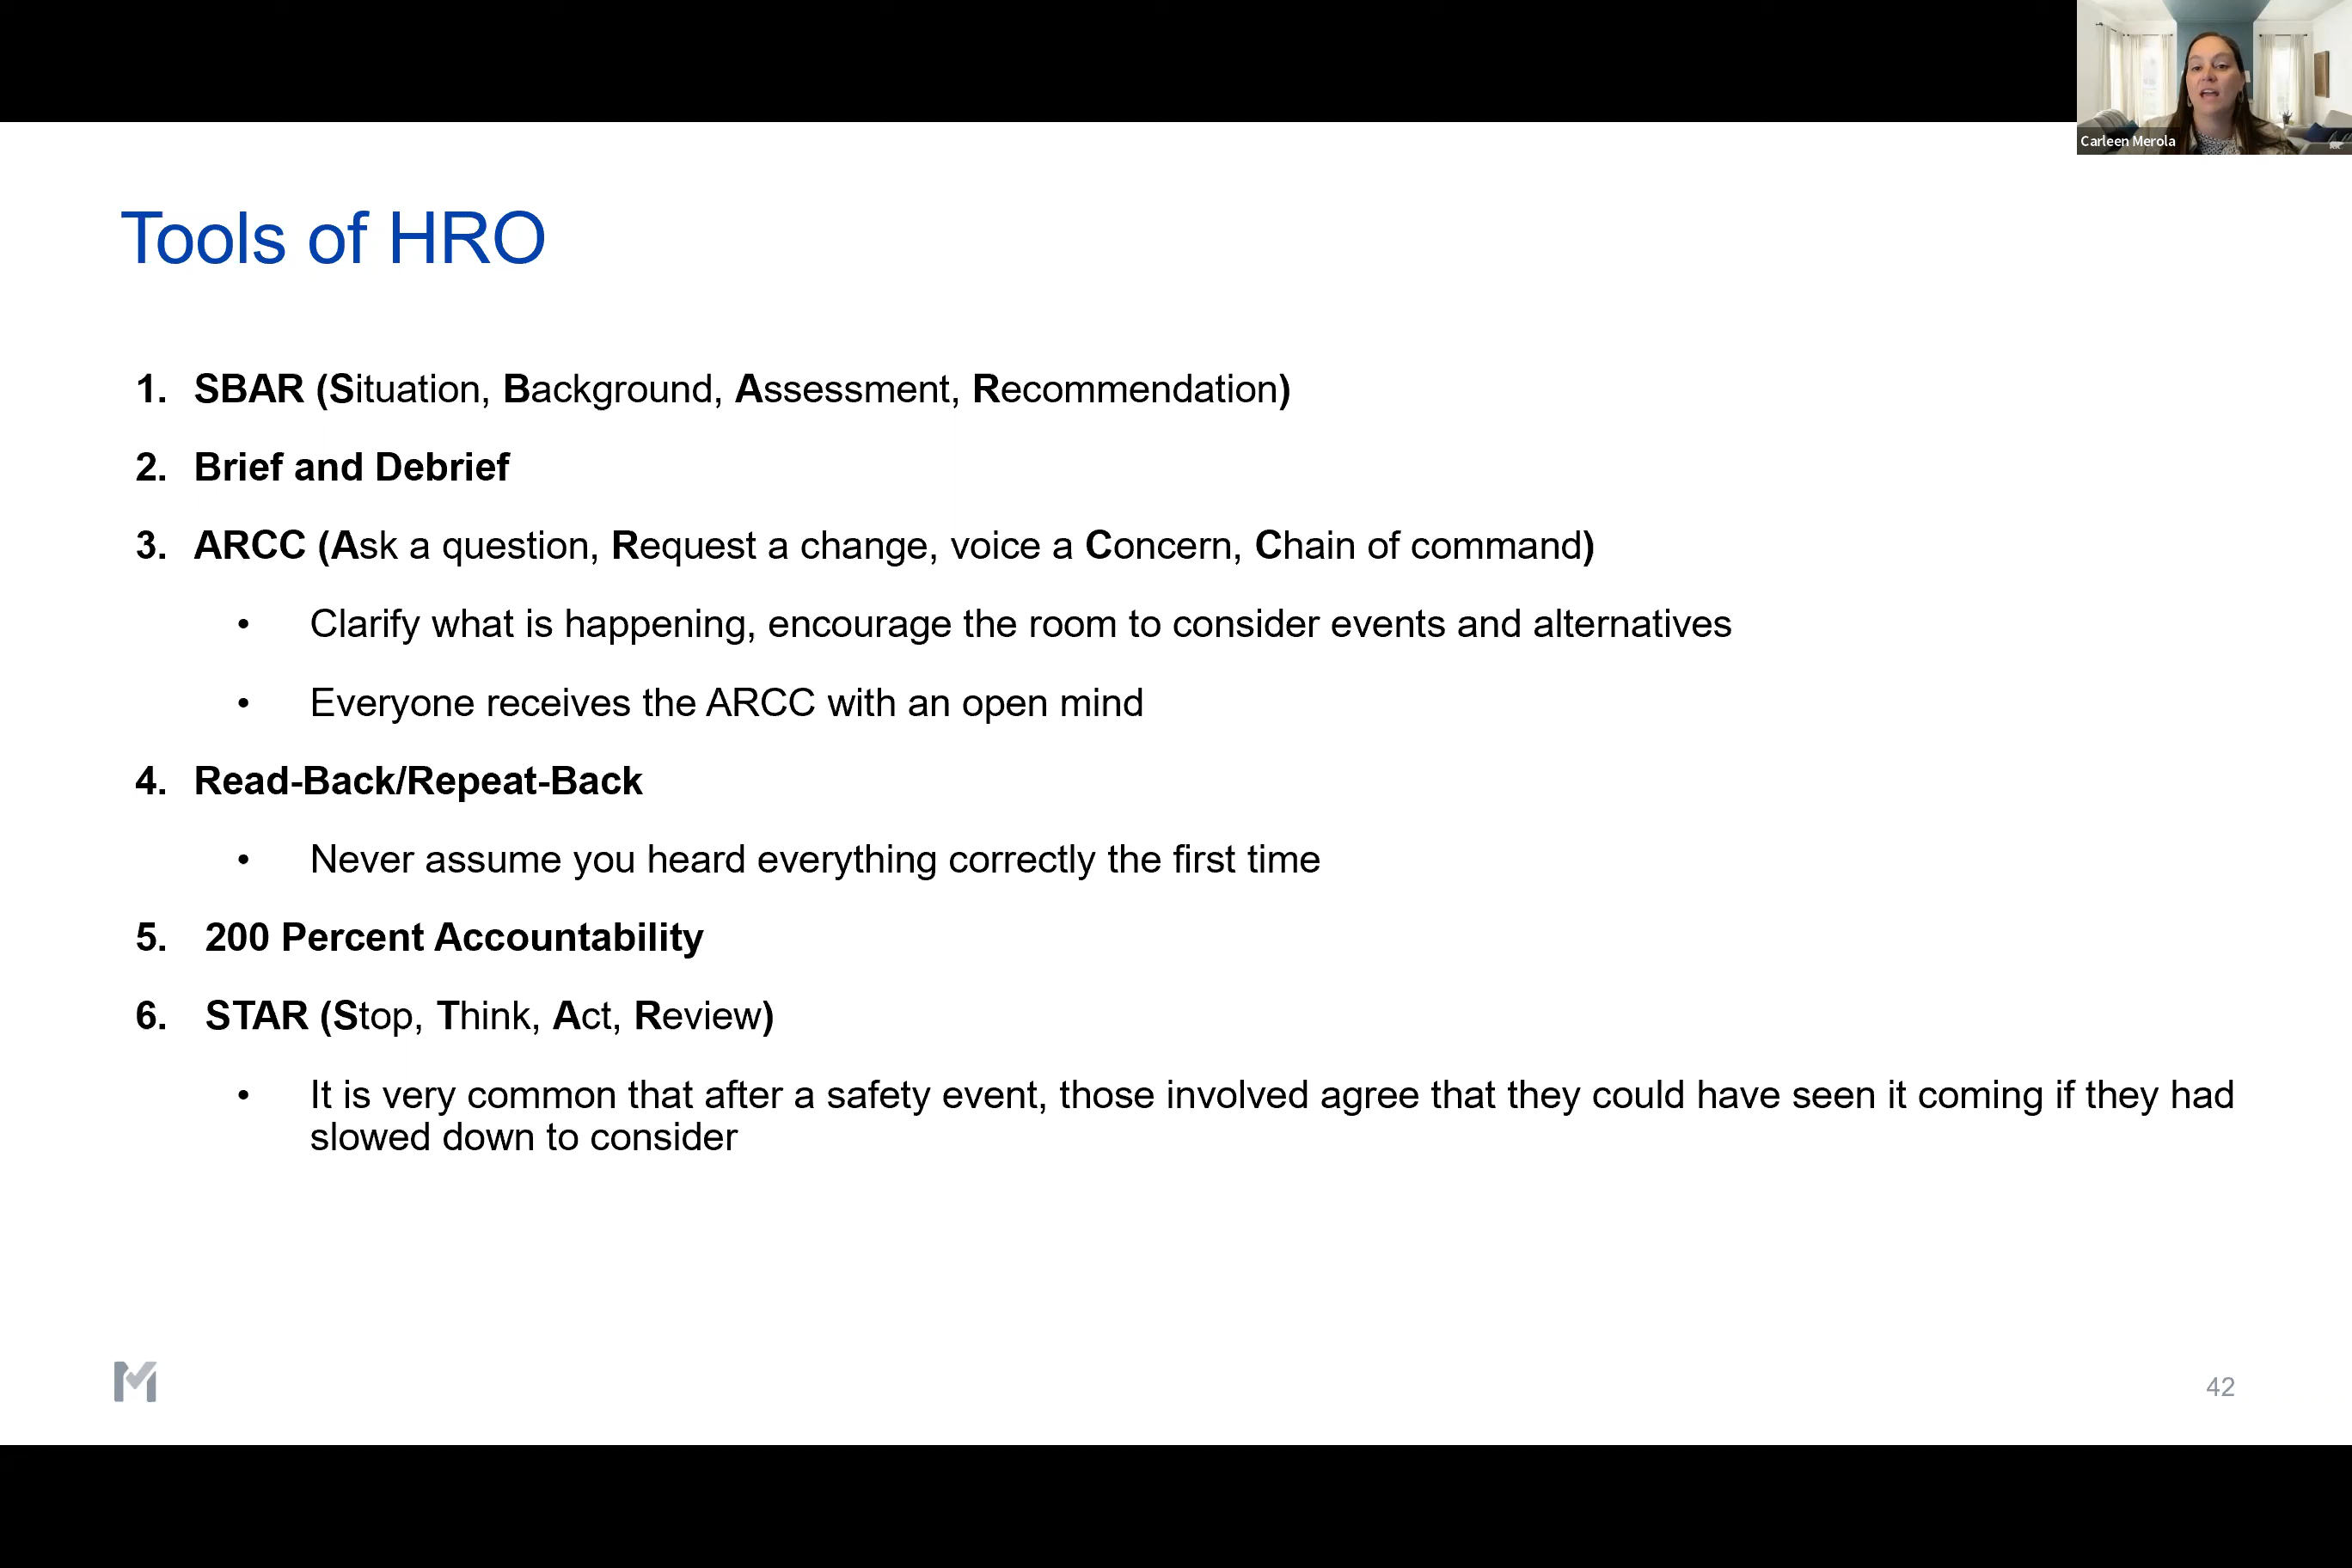 Carleen Merola
Tools of HRO
1. SBAR (Situation, Background, Assessment, Recommendation)
2. Brief and Debrief
3. ARCC (Ask a question, Request a change, voice a Concern, Chain of command)
• Clarify what is happening, encourage the room to consider events and alternatives
• Everyone receives the ARCC with an open mind
4. Read-Back/Repeat-Back
• Never assume you heard everything correctly the first time
5. 200 Percent Accountability
6. STAR (Stop, Think, Act, Review)
• It is very common that after a safety event, those involved agree that they could have seen it coming if they had
slowed down to consider
42